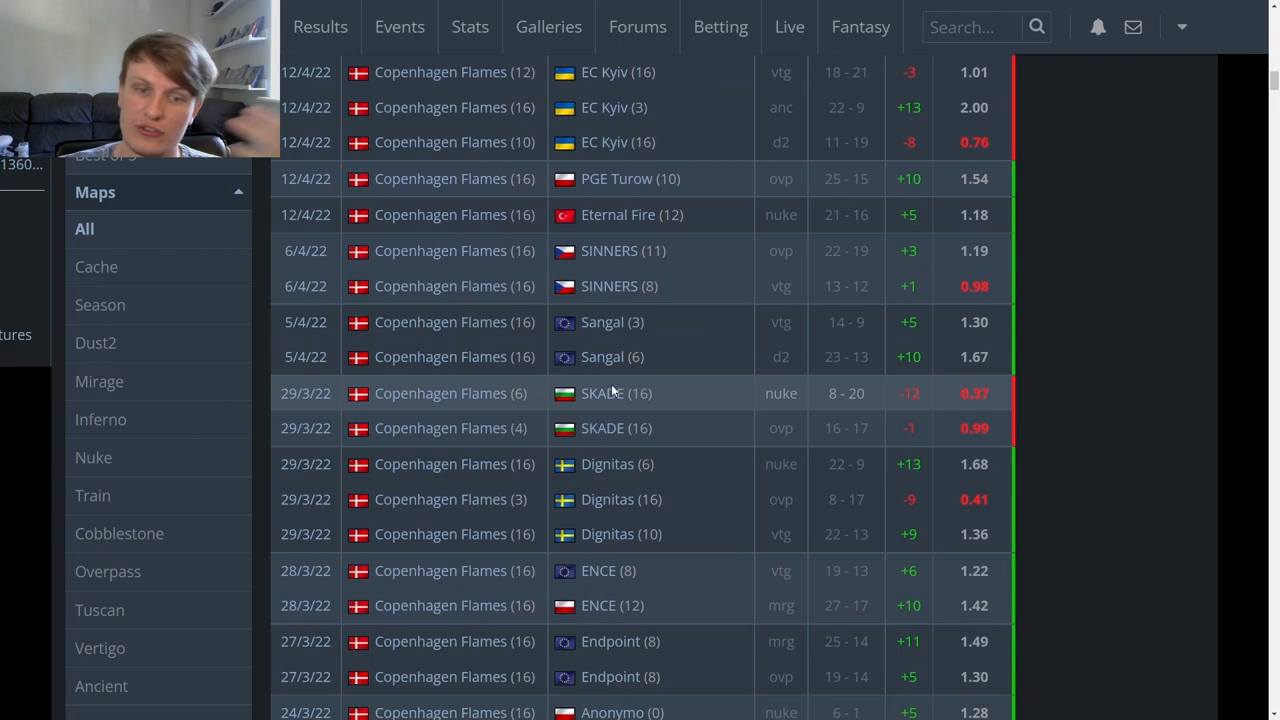 Results Events Stats Galleries Forums Betting Live Fantasy Search...
12/4/22 Copenhagen Flames (12) EC Kyiv (16) vtg 18 - 21 -3 1.01
12/4/22 Copenhagen Flames (16) EC Kyiv (3) anc 22 - 9 +13 2.00
12/4/22 Copenhagen Flames (10) EC Kyiv (16) d2 11 - 19 -8 0.76
1360...
12/4/22 Copenhagen Flames (16) PGE Turow (10) ovp 25 - 15 +10 1.54
Maps
12/4/22 Copenhagen Flames (16) Eternal Fire (12) nuke 21 - 16 +5 1.18
All
6/4/22 Copenhagen Flames (16) SINNERS (11) ovp 22 - 19 +3 1.19
Cache
6/4/22 Copenhagen Flames (16) SINNERS (8) vtg 13 - 12 +1 0.98
Season
5/4/22 Copenhagen Flames (16) Sangal (3) vtg 14 - 9 +5 1.30
tures
Dust2
5/4/22 Copenhagen Flames (16) Sangal (6) d2 23 - 13 +10 1.67
Mirage
29/3/22 Copenhagen Flames (6) SKADE (16) nuke 8 - 20 -12 0.37
Inferno
29/3/22 Copenhagen Flames (4) SKADE (16) ovp 16 - 17 -1 0.99
Nuke
29/3/22 Copenhagen Flames (16) Dignitas (6) nuke 22 - 9 +13 1.68
Train
29/3/22 Copenhagen Flames (3) Dignitas (16) ovp 8 - 17 -9 0.41
Cobblestone
29/3/22 Copenhagen Flames (16) Dignitas (10) vtg 22 - 13 +9 1.36
Overpass
28/3/22 Copenhagen Flames (16) ENCE (8) vtg 19 - 13 +6 1.22
Tuscan
28/3/22 Copenhagen Flames (16) ENCE (12) mrg 27 - 17 +10 1.42
Vertigo
27/3/22 Copenhagen Flames (16) Endpoint (8) mrg 25 - 14 +11 1.49
Ancient
27/3/22 Copenhagen Flames (16) Endpoint (8) ovp 19 - 14 +5 1.30
24/3/22 Copenhagen Flames (16) Anonymo (0) nuke 6 - 1 +5 1.28